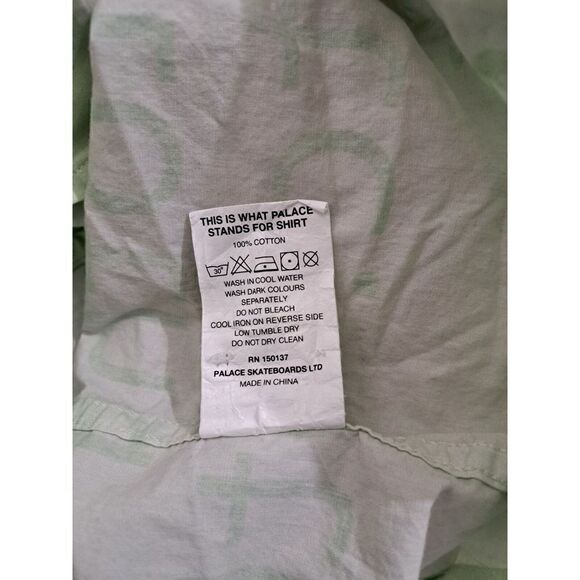 THIS IS WHAT PALACE
STANDS FOR SHIRT
100% COTTON
30°
WASH IN COOL WATER
WASH DARK COLOURS
SEPARATELY
DO NOT BLEACH
COOL IRON ON REVERSE SIDE
LOW TUMBLE DRY
DO NOT DRY CLEAN
RN 150137
PALACE SKATEBOARDS LTD
MADE IN CHINA